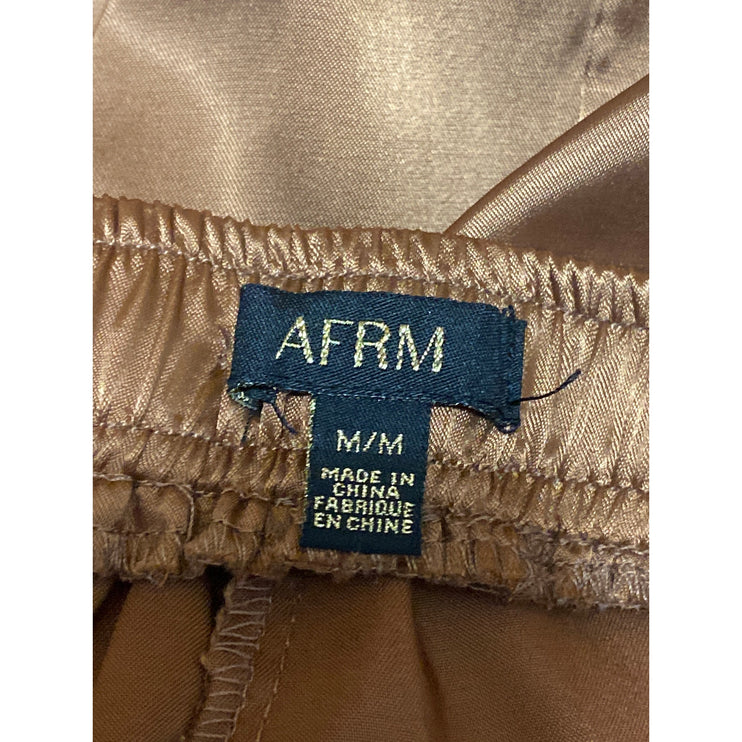 AFRM
M/M
MADE IN
CHINA
FABRIQUE
EN CHINE